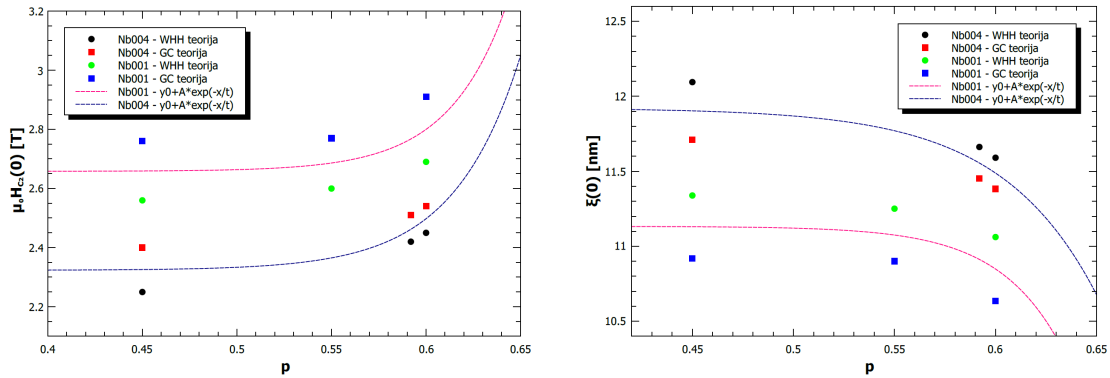 3.2
3
2.8
2.6
2.4
2.2
μ₀H꜀₂(0) [T]
Nb004 - WHH teorija
Nb004 - GC teorija
Nb001 - WHH teorija
Nb001 - GC teorija
Nb001 - y0+A*exp(-x/t)
Nb004 - y0+A*exp(-x/t)
0.4 0.45 0.5 0.55 0.6 0.65
p
12.5
12
11.5
11
10.5
ξ(0) [nm]
Nb004 - WHH teorija
Nb004 - GC teorija
Nb001 - WHH teorija
Nb001 - GC teorija
Nb001 - y0+A*exp(-x/t)
Nb004 - y0+A*exp(-x/t)
0.45 0.5 0.55 0.6 0.65
p